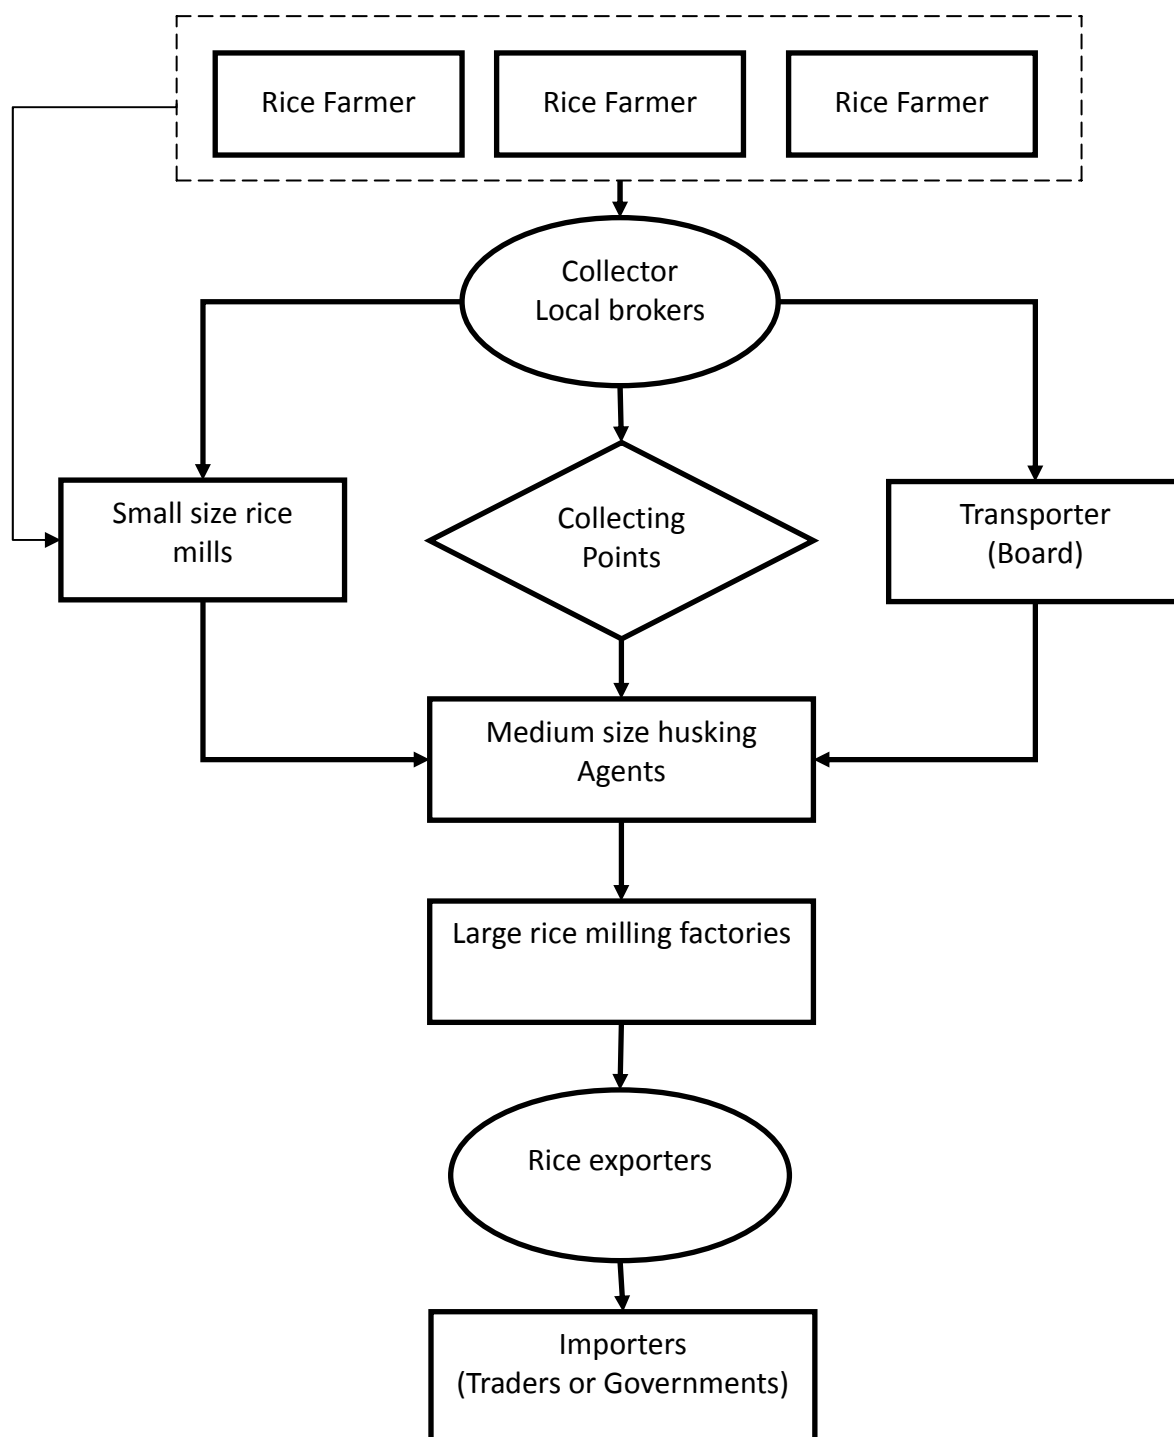 Rice Farmer
Rice Farmer
Rice Farmer
Collector
Local brokers
Small size rice
mills
Collecting
Points
Transporter
(Board)
Medium size husking
Agents
Large rice milling factories
Rice exporters
Importers
(Traders or Governments)